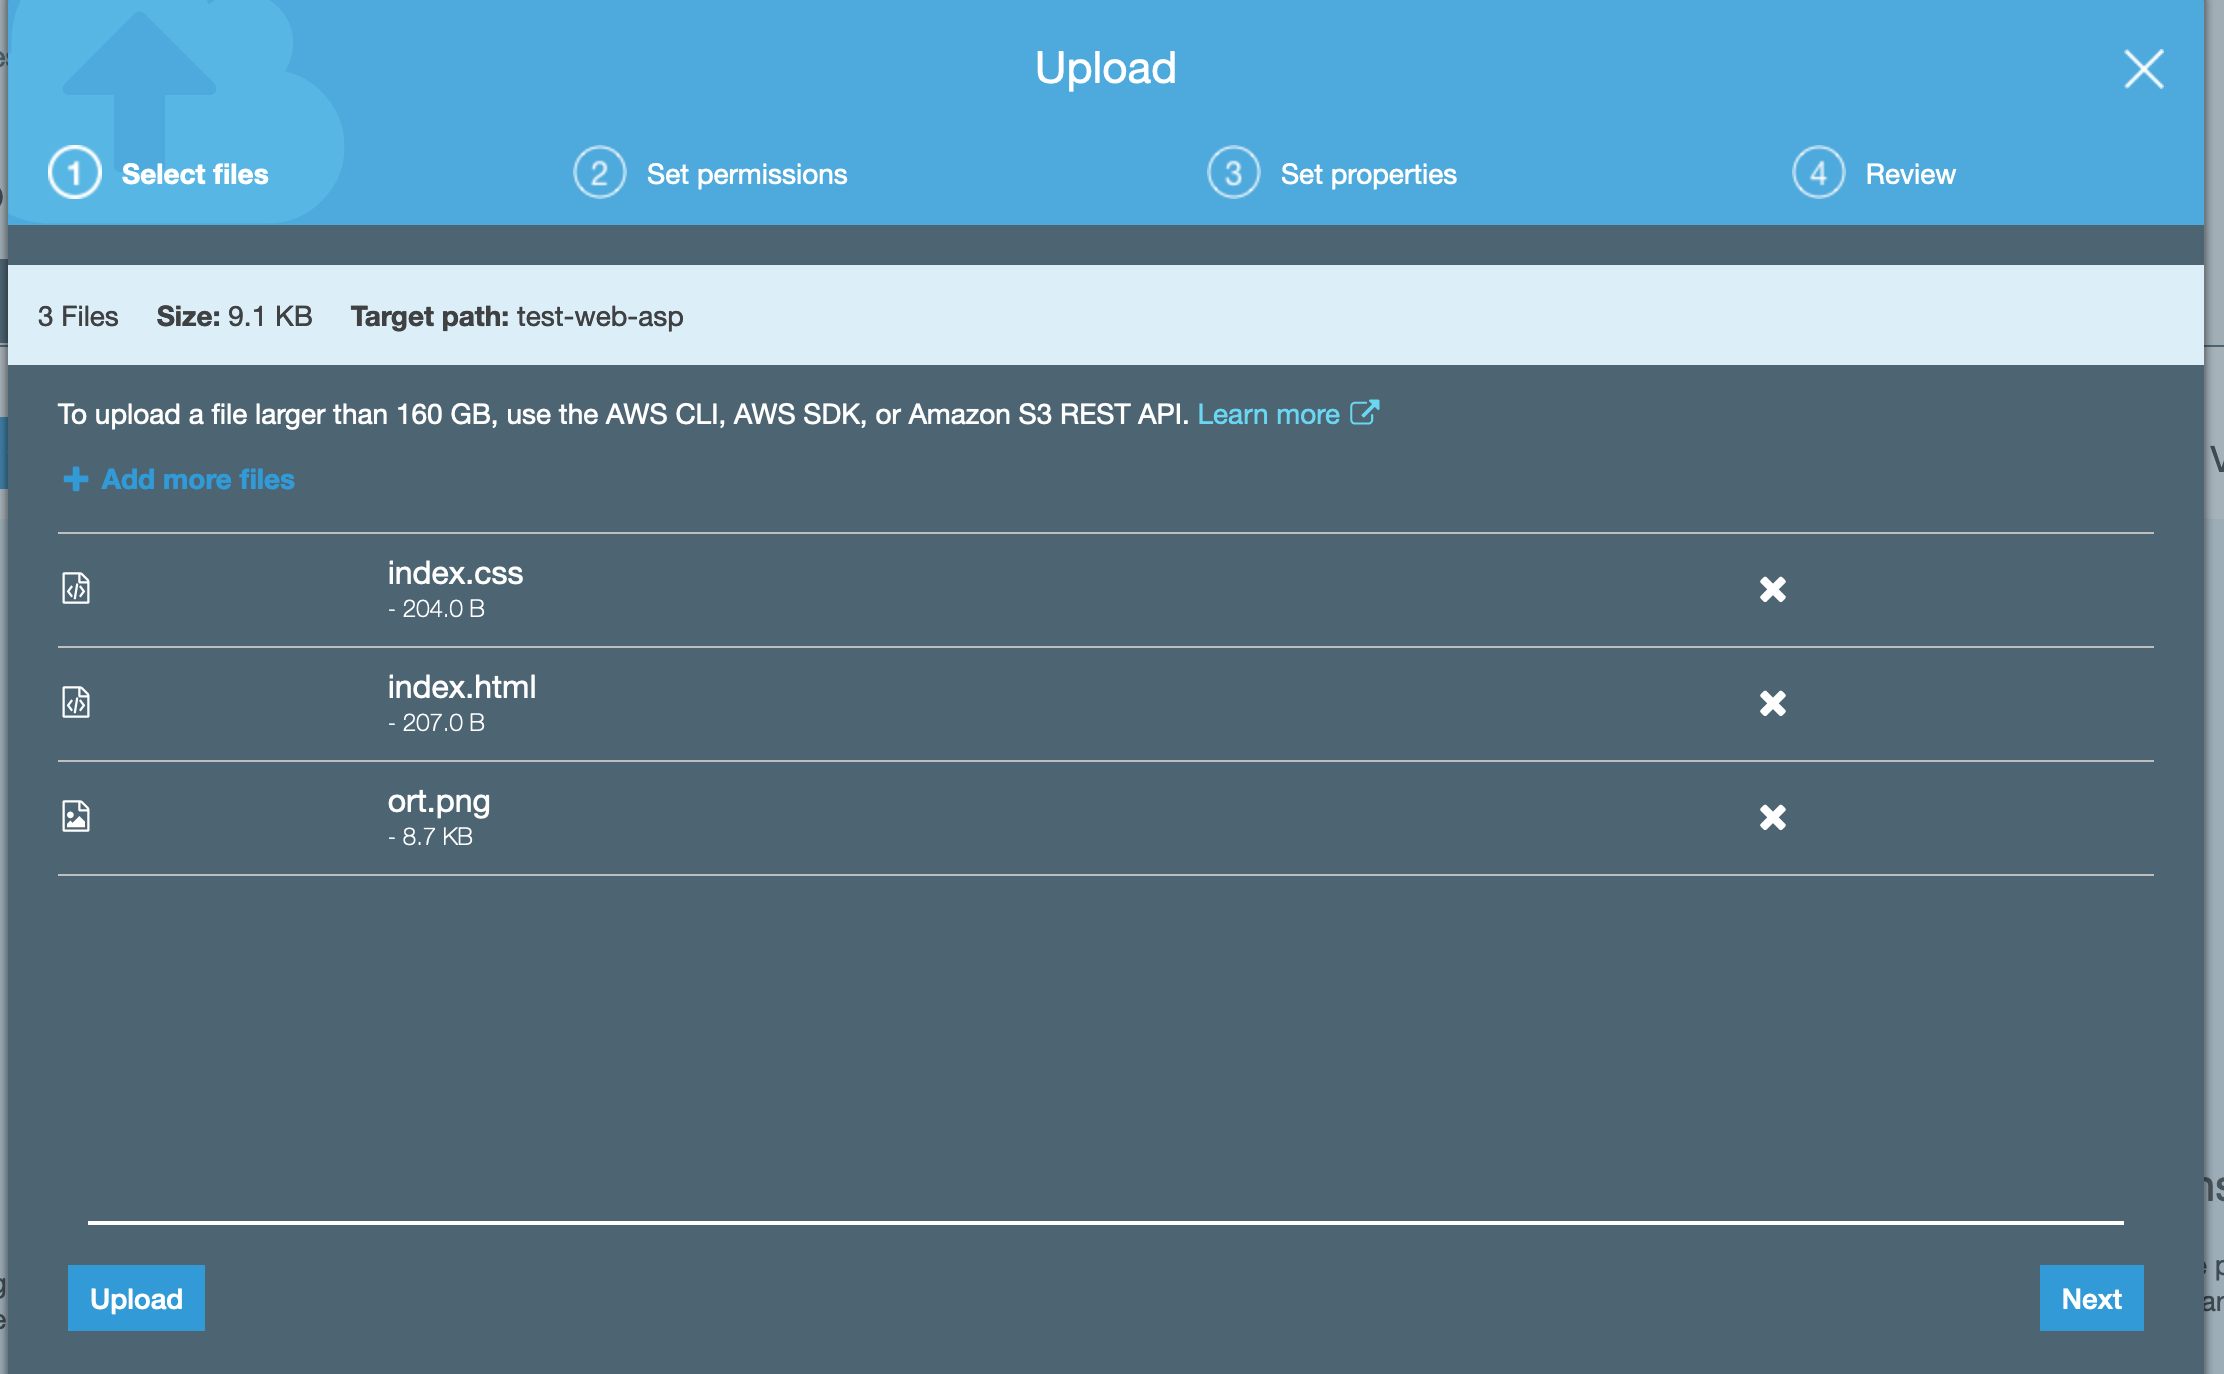 Upload
1 Select files
2 Set permissions
3 Set properties
4 Review
3 Files Size: 9.1 KB Target path: test-web-asp
To upload a file larger than 160 GB, use the AWS CLI, AWS SDK, or Amazon S3 REST API. Learn more
Add more files
index.css
- 204.0 B
index.html
- 207.0 B
ort.png
- 8.7 KB
Upload
Next